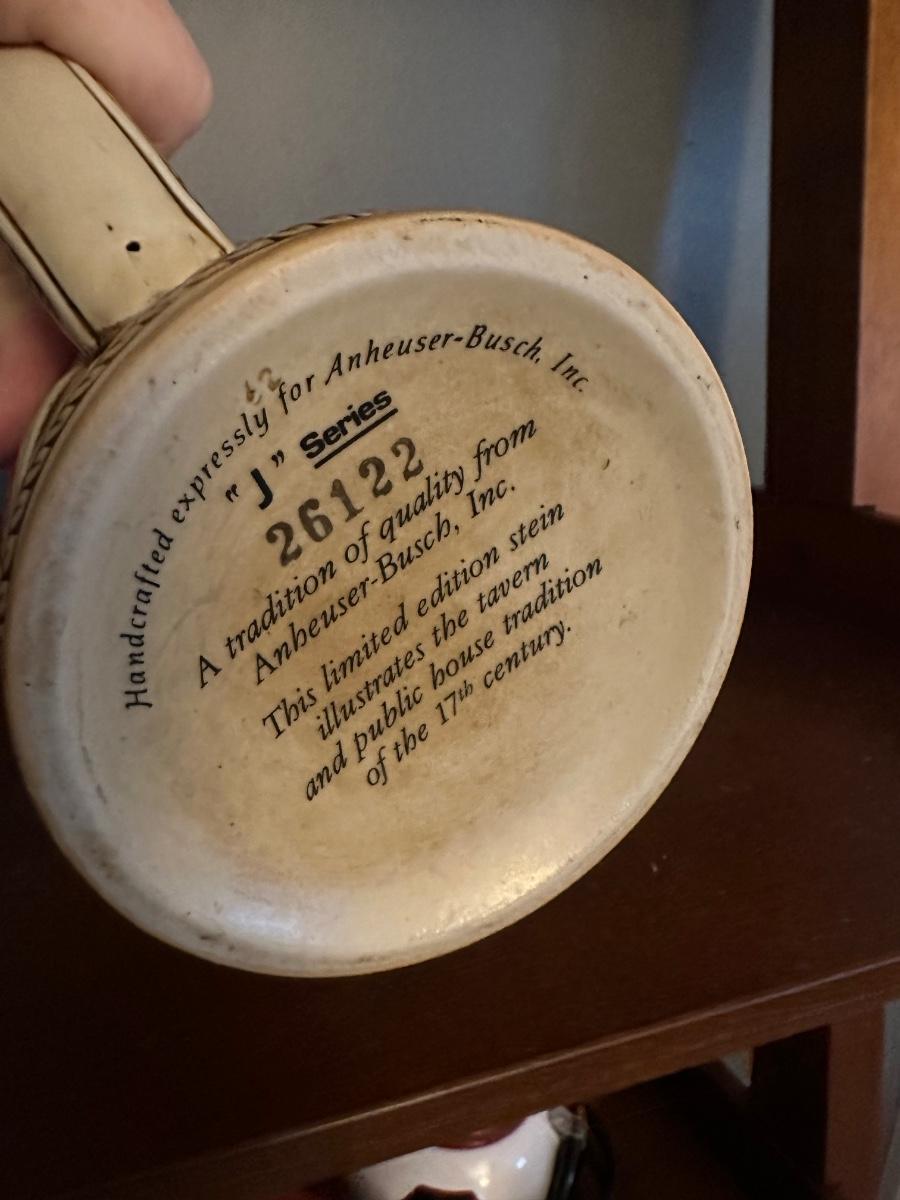 Handcrafted expressly for Anheuser-Busch, Inc.
"J" Series
26122
A tradition of quality from
Anheuser-Busch, Inc.
This limited edition stein
illustrates the tavern
and public house tradition
of the 17th century.